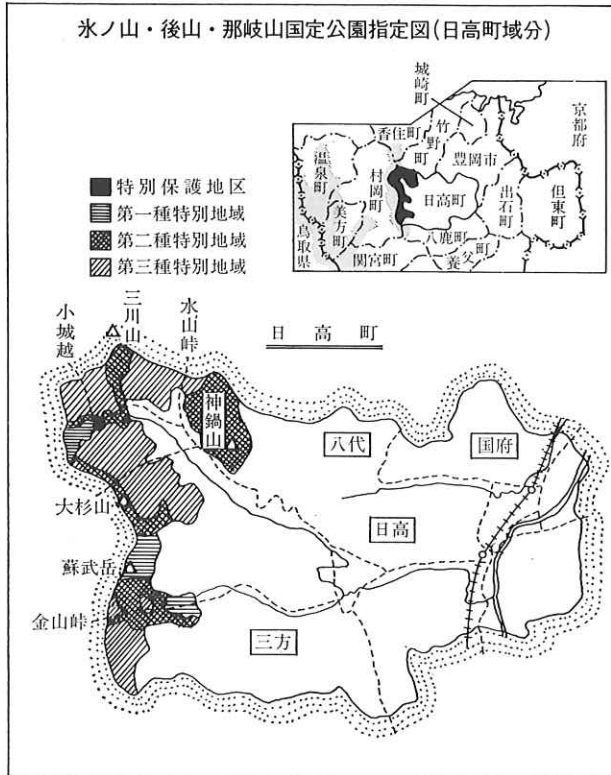 氷ノ山・後山・那岐山国定公園指定図(日高町域分)
城崎町
京都府
香住町
竹野町
豊岡市
温泉町
村岡町
日高町
出石町
但東町
美方町
八鹿町
養父町
関宮町
鳥取県
特別保護地区
第一種特別地域
第二種特別地域
第三種特別地域
小城越
三川山
水山峠
日高町
神鍋山
八代
国府
大杉山
日高
蘇武岳
金山峠
三方